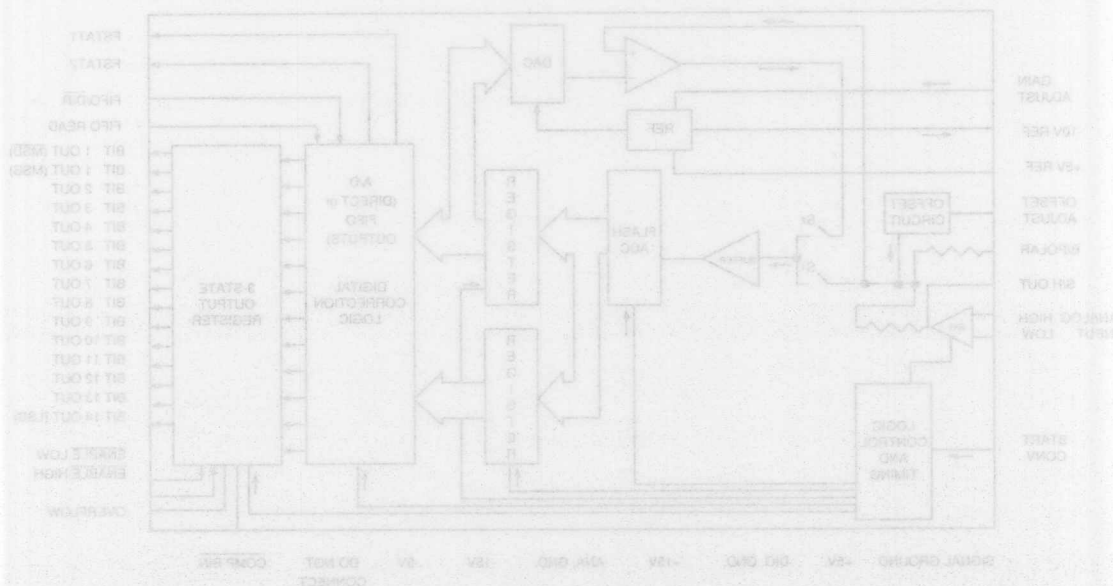 FSTAT1
FSTAT2
FIFO/DIR
FIFO READ
BIT 1 OUT (MSB)
BIT 1 OUT (MSB)
BIT 2 OUT
BIT 3 OUT
BIT 4 OUT
BIT 5 OUT
BIT 6 OUT
BIT 7 OUT
BIT 8 OUT
BIT 9 OUT
BIT 10 OUT
BIT 11 OUT
BIT 12 OUT
BIT 13 OUT
BIT 14 OUT (LSB)
ENABLE LOW
ENABLE HIGH
OVERFLOW
3-STATE
OUTPUT
REGISTER
(DIRECT or
FIFO
OUTPUTS)
DIGITAL
CORRECTION
LOGIC
REGISTER
REGISTER
DAC
REF
FLASH
ADC
BUFFER
S1
OFFSET
CIRCUIT
S/H
LOGIC
CONTROL
AND
TIMING
GAIN
ADJUST
10V REF
+5V REF
OFFSET
ADJUST
BIPOLAR
S/H OUT
ANALOG HIGH
INPUT LOW
START
CONV
SIGNAL GROUND
+5V
DIG. GND.
+15V
ANA. GND.
15V
5V
DO NOT
CONNECT
COMP BIN